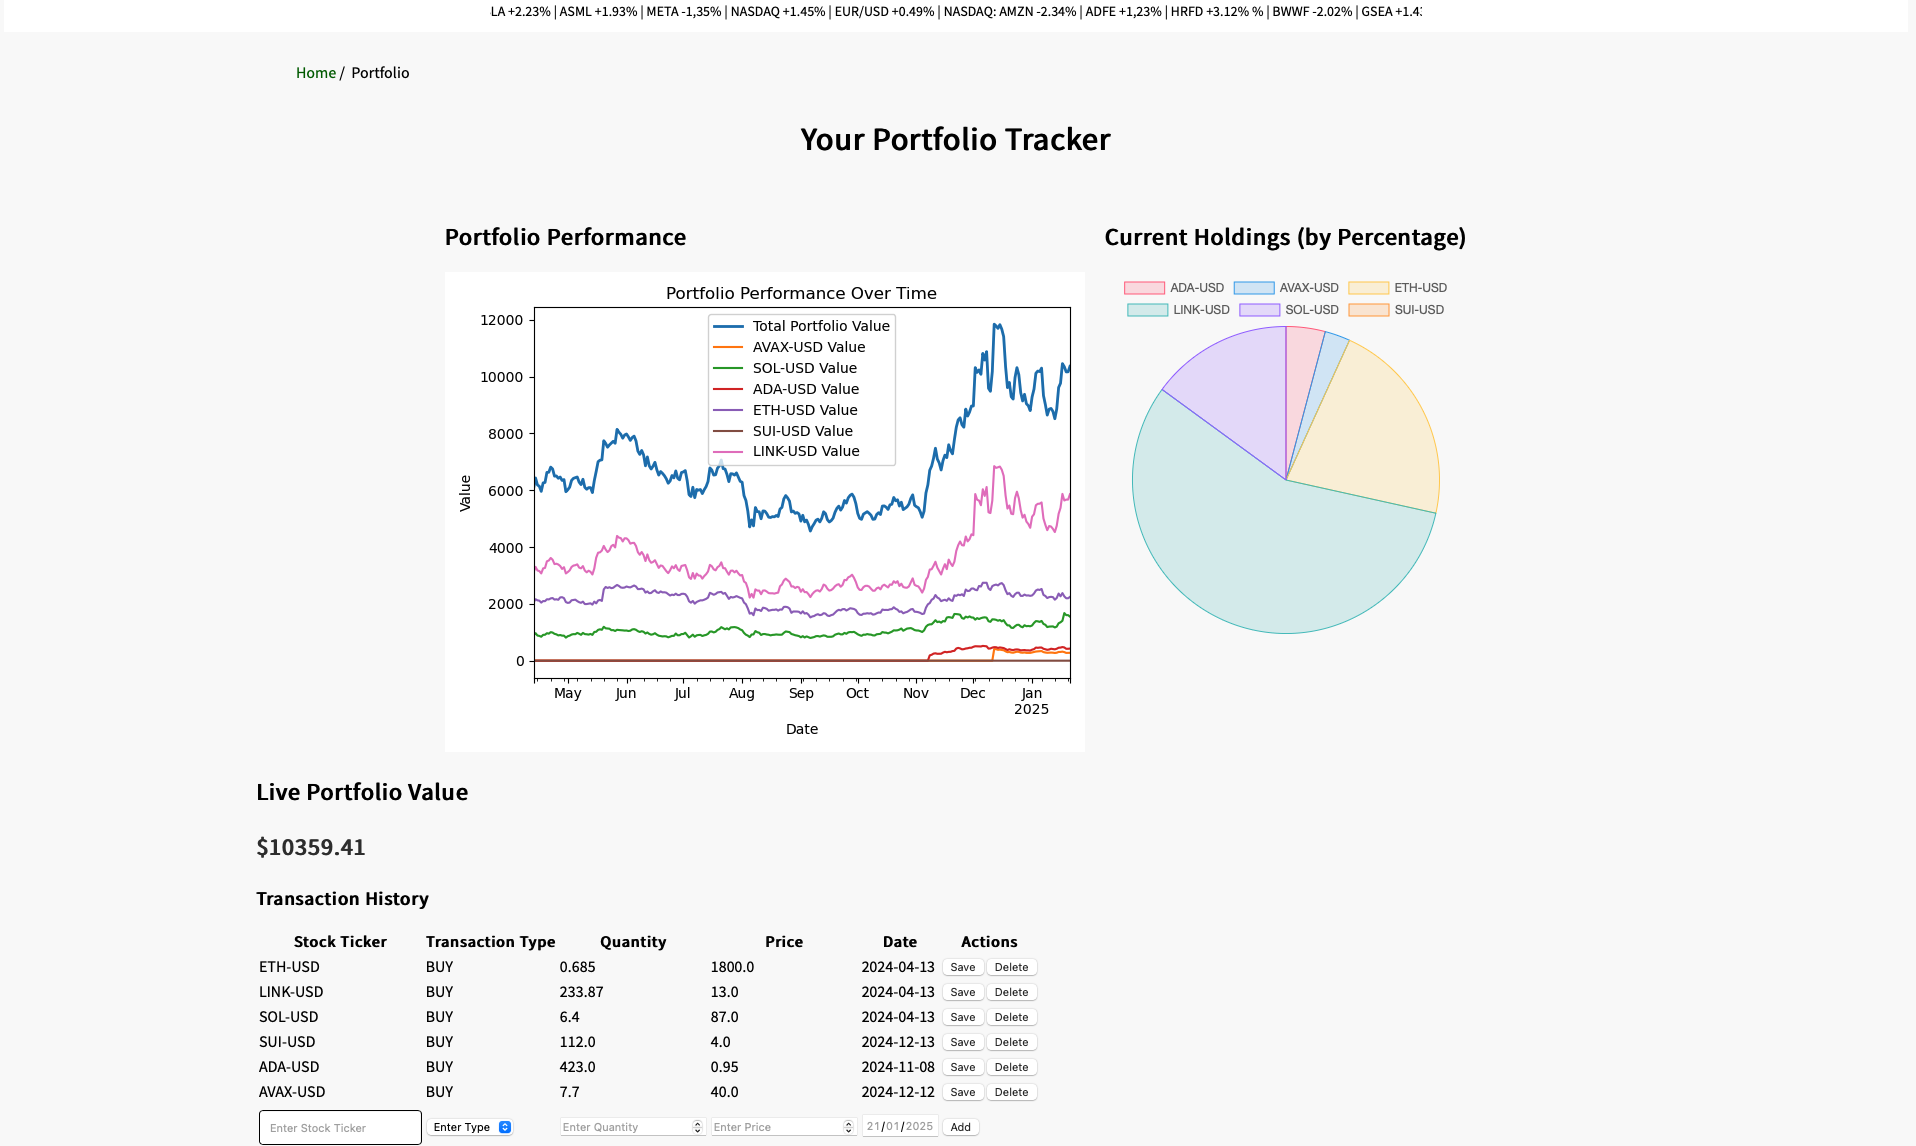 LA +2.23% | ASML +1.93% | META -1,35% | NASDAQ +1.45% | EUR/USD +0.49% | NASDAQ: AMZN -2.34% | ADFE +1,23% | HRFD +3.12% % | BWWF -2.02% | GSEA +1.4
Home / Portfolio
Your Portfolio Tracker
Portfolio Performance
Portfolio Performance Over Time
12000
10000
8000
6000
4000
2000
0
Value
Total Portfolio Value
AVAX-USD Value
SOL-USD Value
ADA-USD Value
ETH-USD Value
SUI-USD Value
LINK-USD Value
May Jun Jul Aug Sep Oct Nov Dec Jan
2025
Date
Current Holdings (by Percentage)
ADA-USD AVAX-USD ETH-USD
LINK-USD SOL-USD SUI-USD
Live Portfolio Value
$10359.41
Transaction History
Stock Ticker Transaction Type Quantity Price Date Actions
ETH-USD BUY 0.685 1800.0 2024-04-13 Save Delete
LINK-USD BUY 233.87 13.0 2024-04-13 Save Delete
SOL-USD BUY 6.4 87.0 2024-04-13 Save Delete
SUI-USD BUY 112.0 4.0 2024-12-13 Save Delete
ADA-USD BUY 423.0 0.95 2024-11-08 Save Delete
AVAX-USD BUY 7.7 40.0 2024-12-12 Save Delete
Enter Stock Ticker Enter Type Enter Quantity Enter Price 21/01/2025 Add